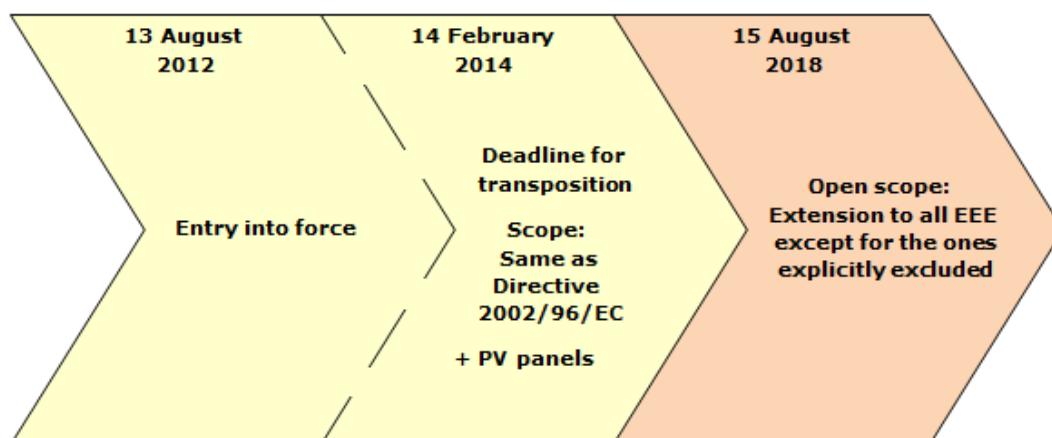 13 August
2012
Entry into force
14 February
2014
Deadline for
transposition
Scope:
Same as
Directive
2002/96/EC
+ PV panels
15 August
2018
Open scope:
Extension to all EEE
except for the ones
explicitly excluded